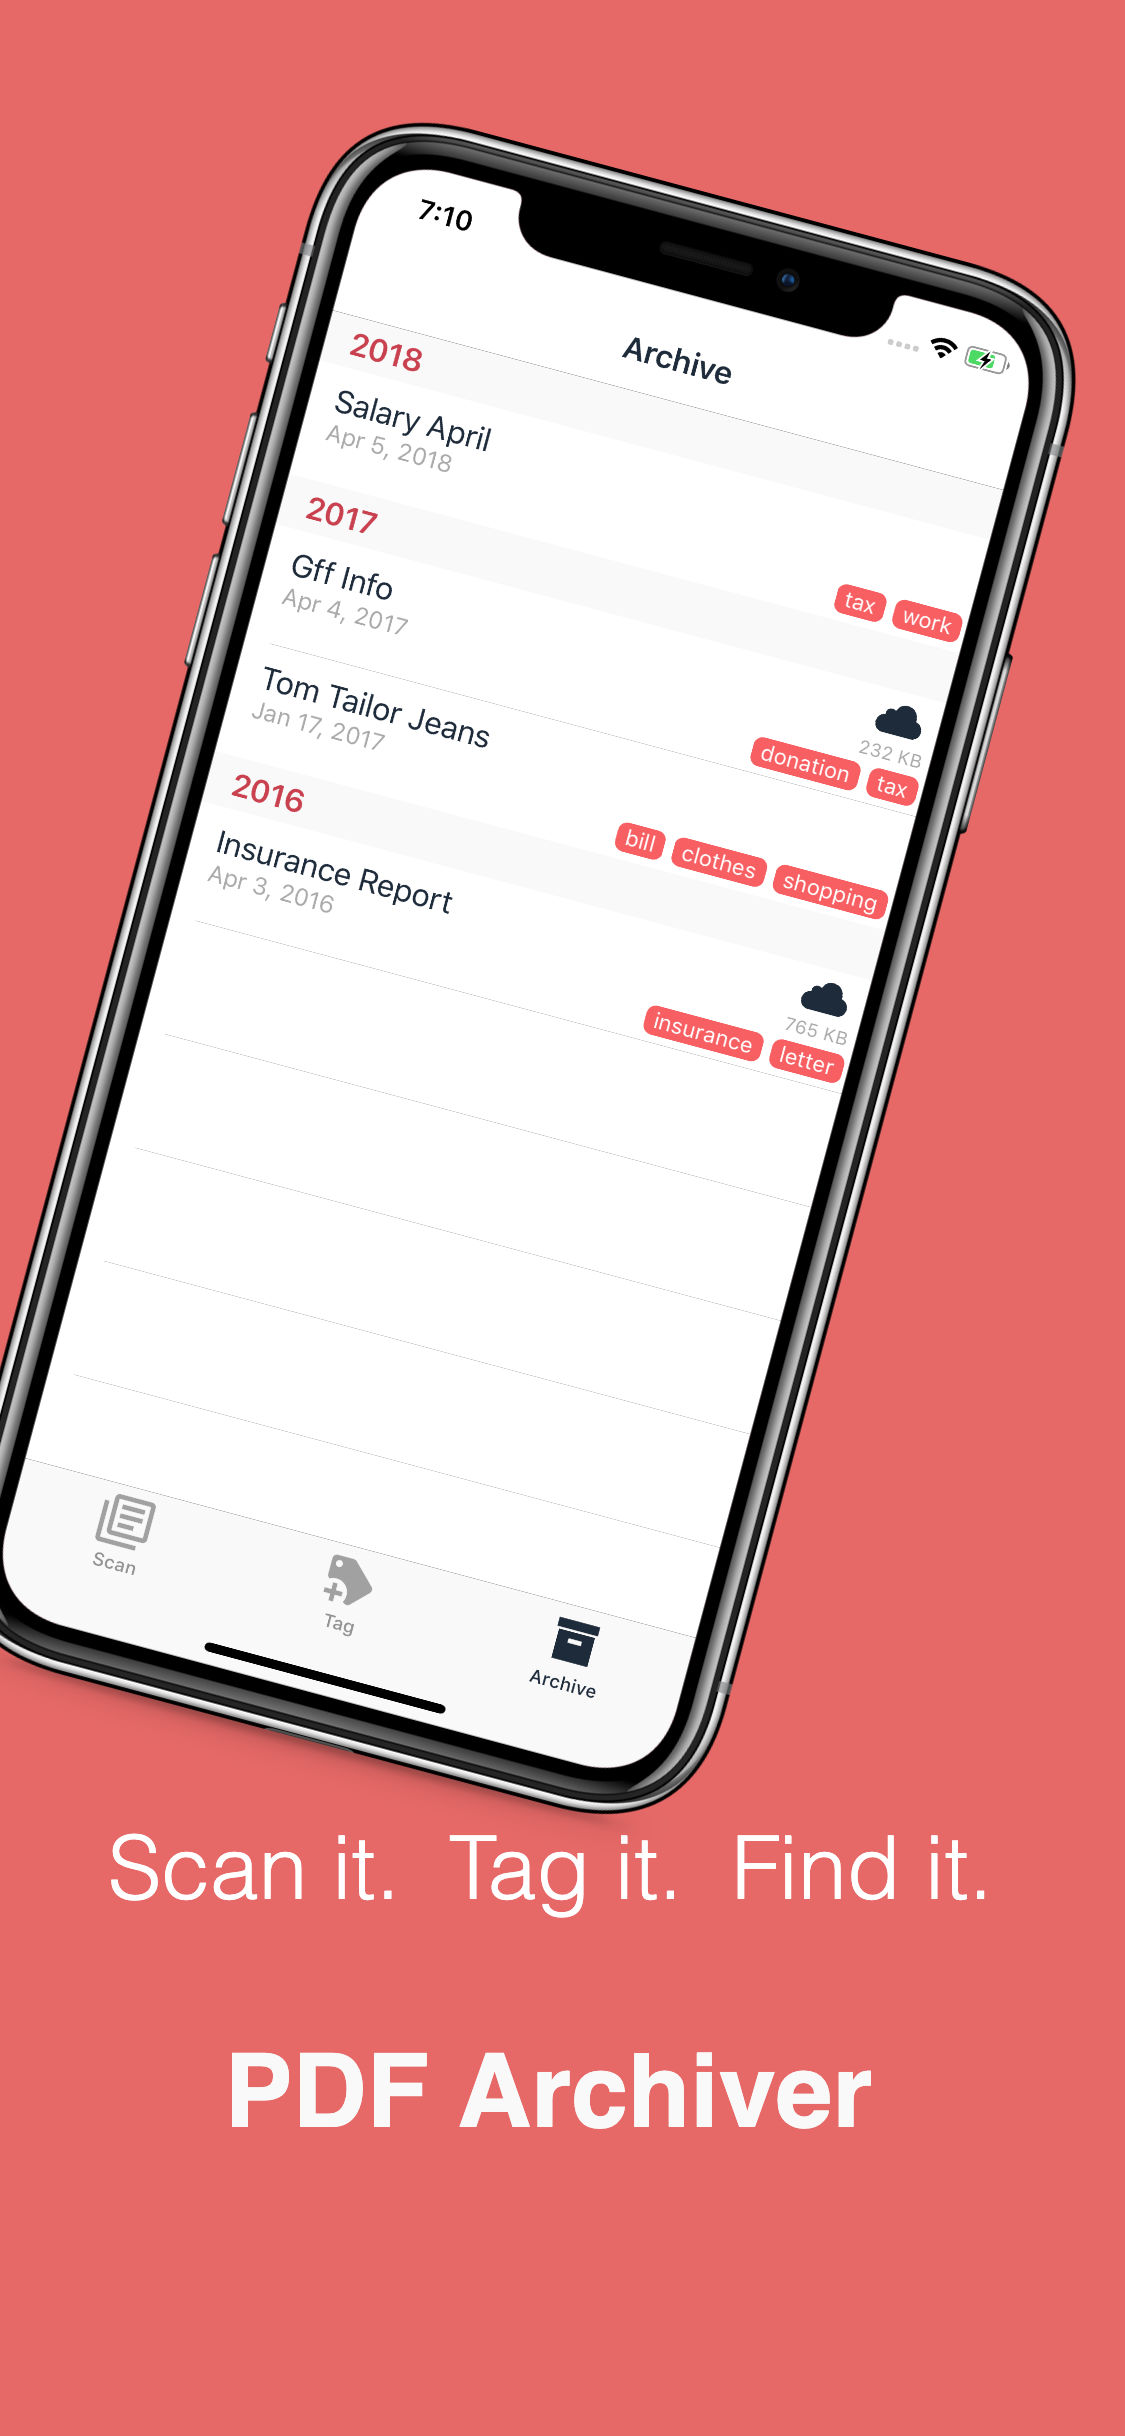 7:10
Archive
2018
Salary April
Apr 5, 2018
tax work
2017
Gff Info
Apr 4, 2017
232 KB
donation tax
Tom Tailor Jeans
Jan 17, 2017
bill clothes shopping
2016
Insurance Report
Apr 3, 2016
765 KB
insurance letter
Scan Tag Archive
Scan it. Tag it. Find it.
PDF Archiver